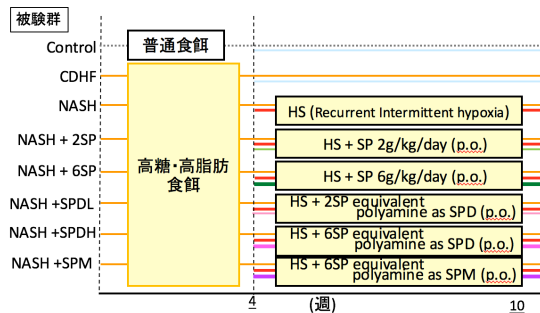 被験群
Control
普通食餌
CDHF
NASH
HS (Recurrent Intermittent hypoxia)
NASH + 2SP
HS + SP 2g/kg/day (p.o.)
高糖・高脂肪
食餌
NASH + 6SP
HS + SP 6g/kg/day (p.o.)
NASH +SPDL
HS + 2SP equivalent
polyamine as SPD (p.o.)
NASH +SPDH
HS + 6SP equivalent
polyamine as SPD (p.o.)
NASH +SPM
HS + 6SP equivalent
polyamine as SPM (p.o.)
4
(週)
10